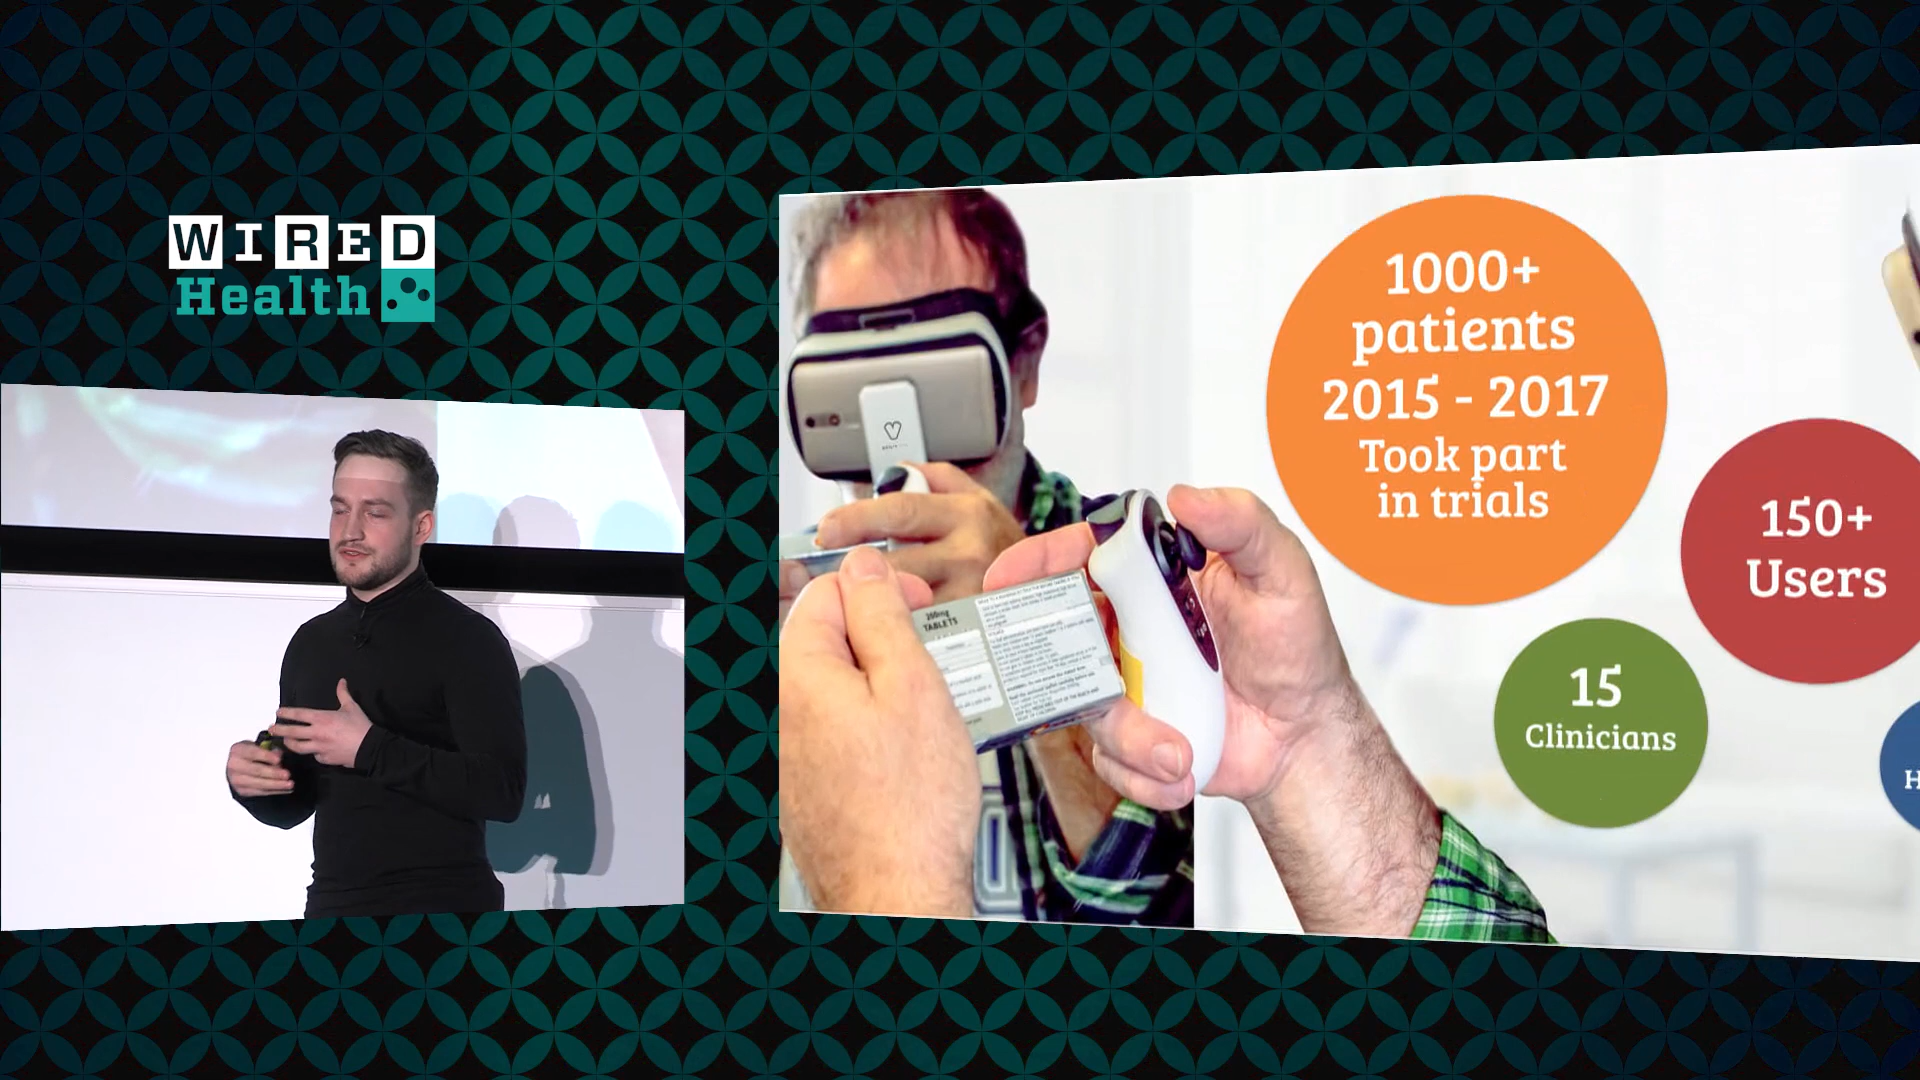 WIRED
Health
1000+
patients
2015 - 2017
Took part
in trials
150+
Users
15
Clinicians
H
200mg
TABLETS